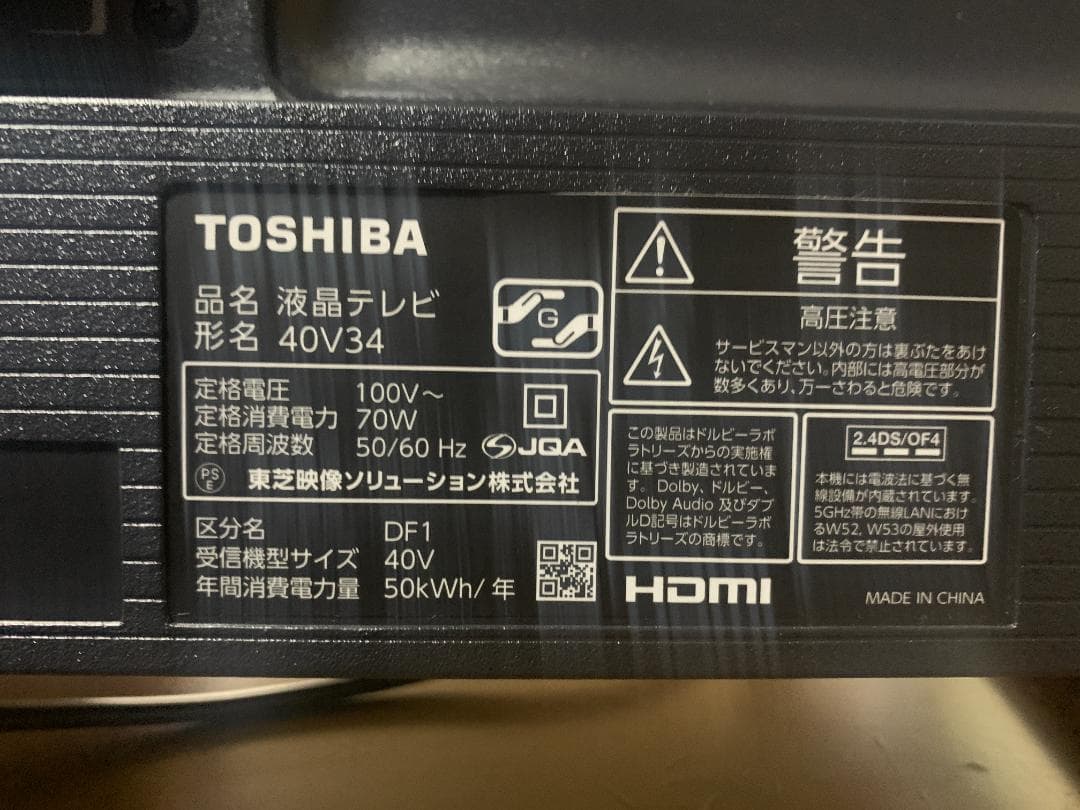 TOSHIBA
品名 液晶テレビ
形名 40V34
G
定格電圧 100V～
定格消費電力 70W
定格周波数 50/60 Hz
JQA
PS
E
東芝映像ソリューション株式会社
区分名 DF1
受信機型サイズ 40V
年間消費電力量 50kWh/年
警告
高圧注意
サービスマン以外の方は裏ぶたをあけ
ないでください。内部には高電圧部分が
数多くあり、万一さわると危険です。
この製品はドルビーラボ
ラトリーズからの実施権
に基づき製造されていま
す。Dolby、ドルビー、
Dolby Audio 及びダブ
ルD記号はドルビーラボ
ラトリーズの商標です。
2.4DS/OF4
本機には電波法に基づく無
線設備が内蔵されています。
5GHz帯の無線LANにおけ
るW52, W53の屋外使用
は法令で禁止されています。
HDMI
MADE IN CHINA